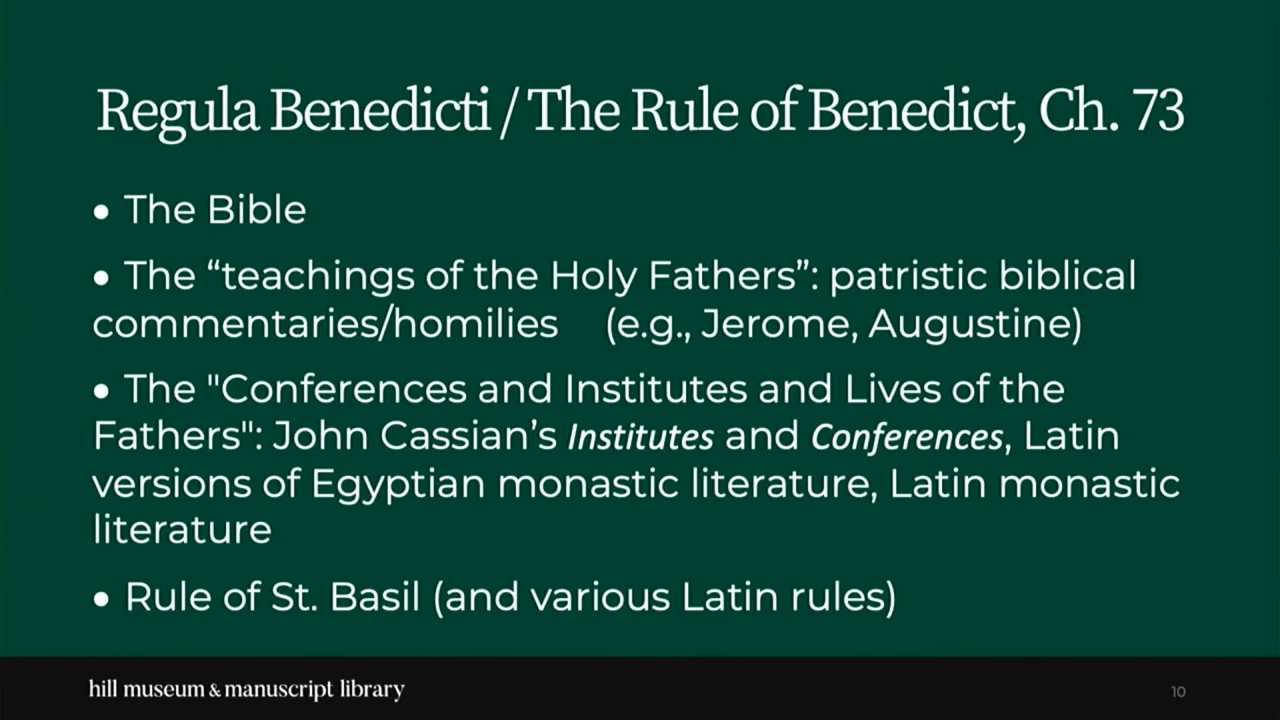 Regula Benedicti / The Rule of Benedict, Ch. 73
• The Bible
• The “teachings of the Holy Fathers”: patristic biblical
commentaries/homilies (e.g., Jerome, Augustine)
• The "Conferences and Institutes and Lives of the
Fathers": John Cassian’s Institutes and Conferences, Latin
versions of Egyptian monastic literature, Latin monastic
literature
• Rule of St. Basil (and various Latin rules)
hill museum & manuscript library
10